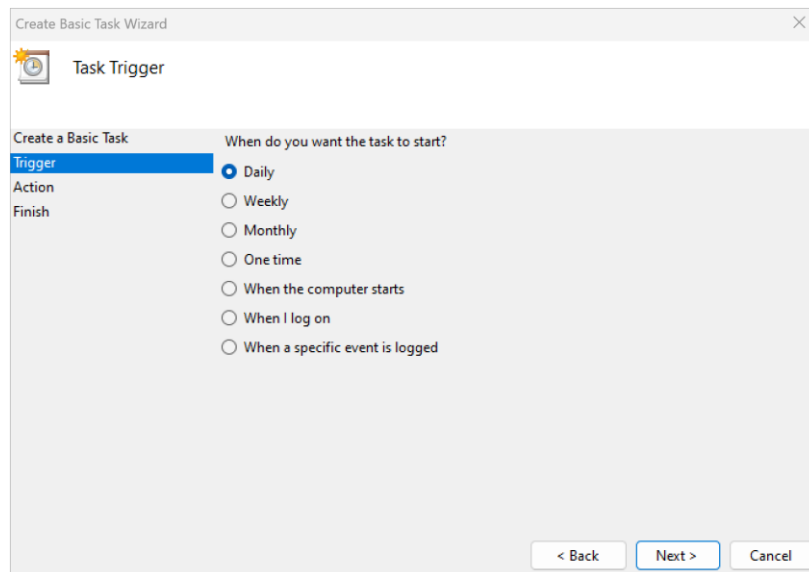 Create Basic Task Wizard
Task Trigger
Create a Basic Task
Trigger
Action
Finish
When do you want the task to start?
Daily
Weekly
Monthly
One time
When the computer starts
When I log on
When a specific event is logged
< Back
Next >
Cancel